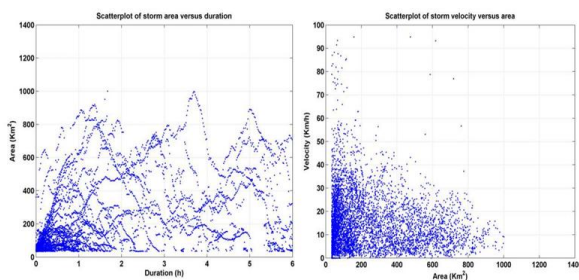 Scatterplot of storm area versus duration
Area (Km²)
1400
1200
1000
800
600
400
200
0
0 1 2 3 4 5 6
Duration (h)
Scatterplot of storm velocity versus area
Velocity (Km/h)
100
90
80
70
60
50
40
30
20
10
0
0 200 400 600 800 1000 1200 140
Area (Km²)